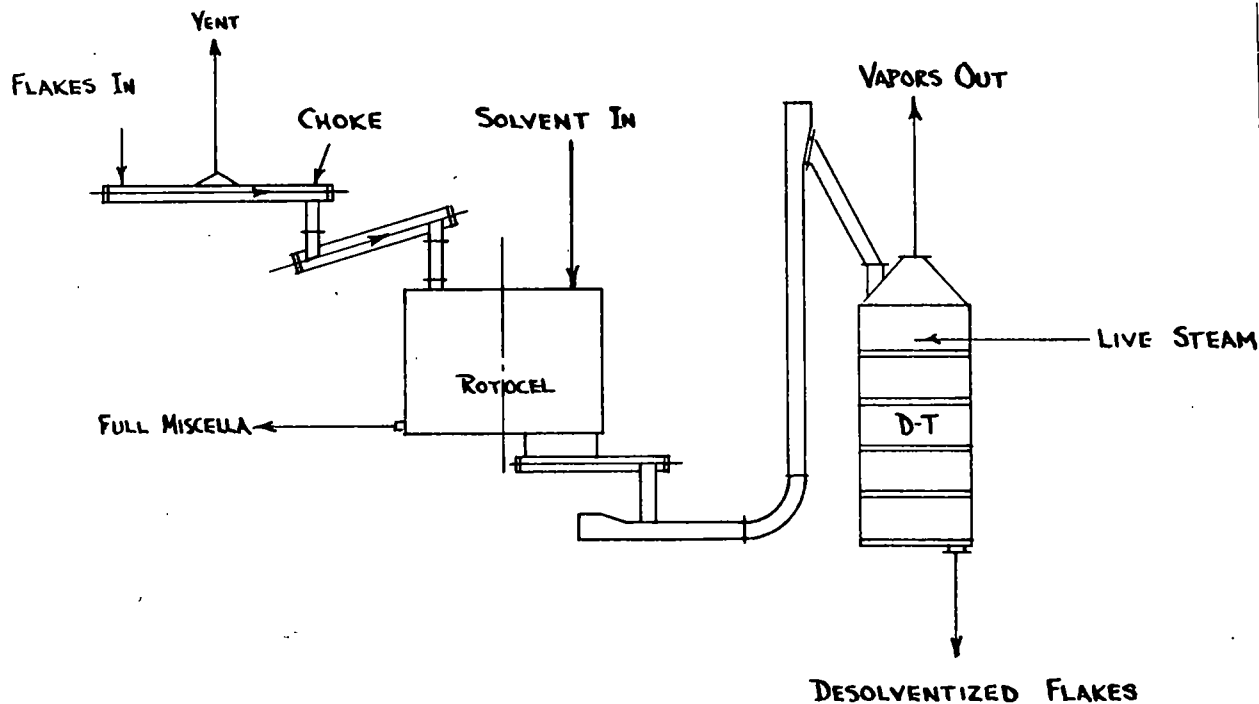 VENT
FLAKES IN
CHOKE
SOLVENT IN
VAPORS OUT
LIVE STEAM
ROTOCEL
D-T
FULL MISCELLA
DESOLVENTIZED FLAKES